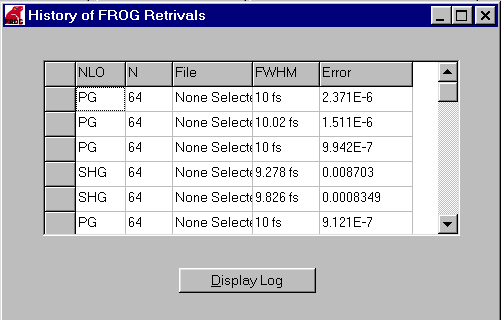 FROG History of FROG Retrivals
NLO N File FWHM Error
PG 64 None Selecte 10 fs 2.371E-6
PG 64 None Selecte 10.02 fs 1.511E-6
PG 64 None Selecte 10 fs 9.942E-7
SHG 64 None Selecte 9.278 fs 0.008703
SHG 64 None Selecte 9.826 fs 0.0008349
PG 64 None Selecte 10 fs 9.121E-7
Display Log